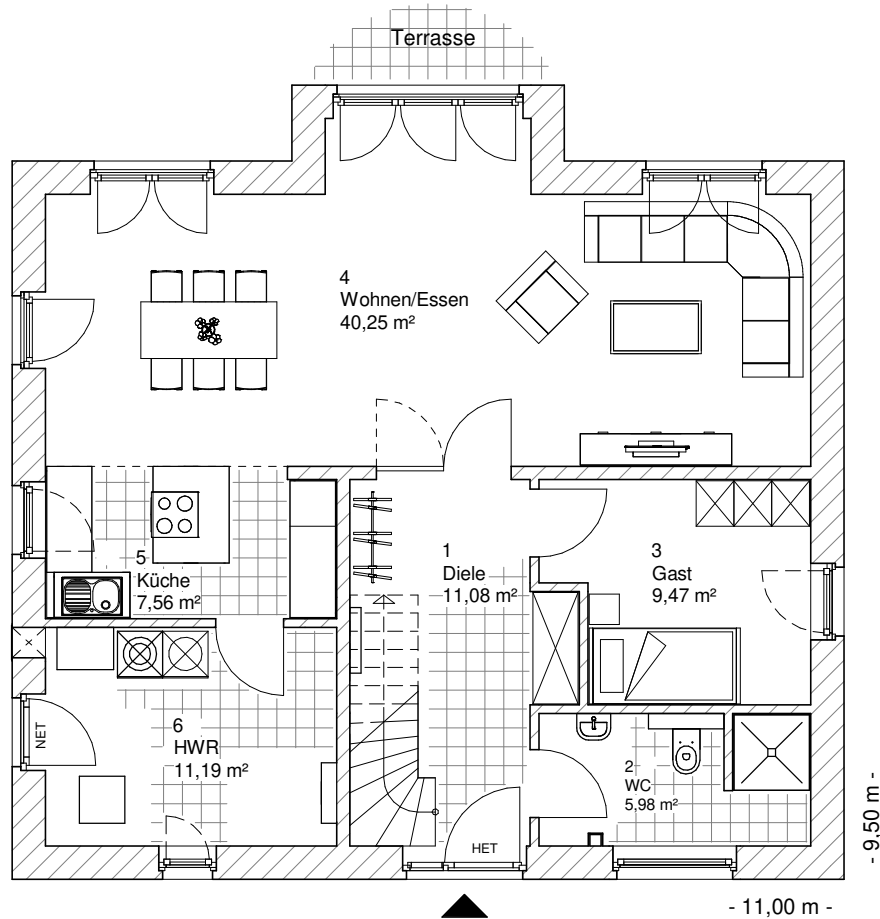 Terrasse
4
Wohnen/Essen
40,25 m²
5
Küche
7,56 m²
1
Diele
11,08 m²
3
Gast
9,47 m²
x
NET
6
HWR
11,19 m²
2
WC
5,98 m²
HET
- 9,50 m -
- 11,00 m -